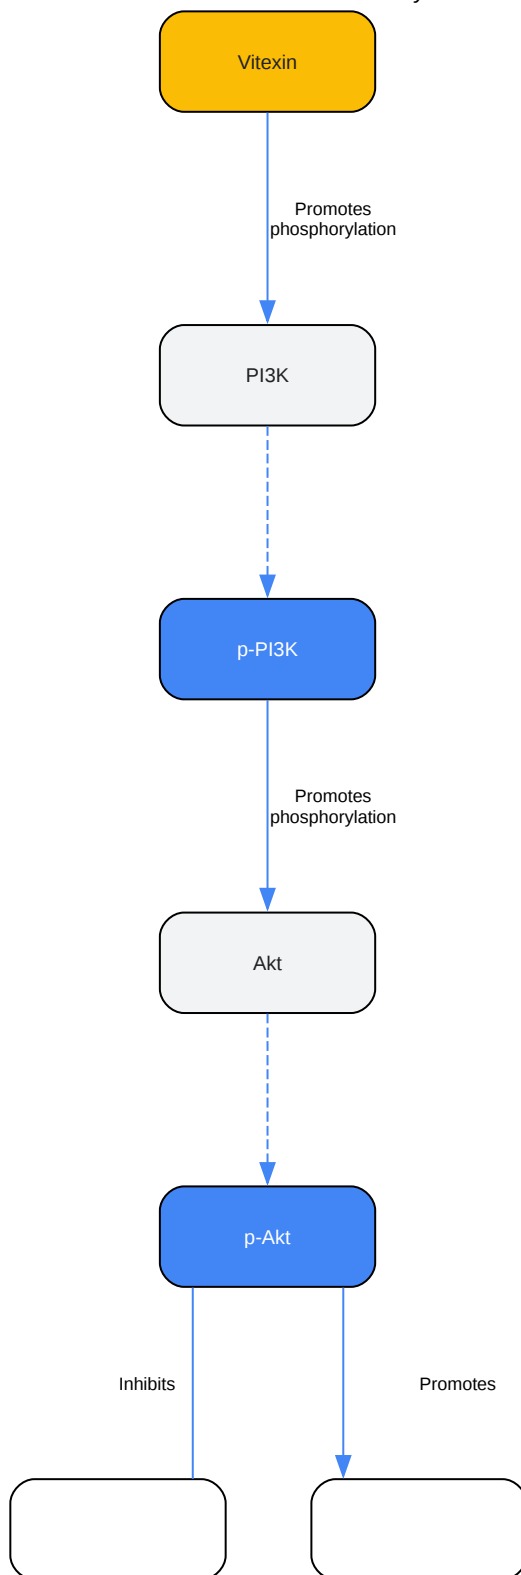 Vitexin
Promotes
phosphorylation
PI3K
p-PI3K
Promotes
phosphorylation
Akt
p-Akt
Inhibits
Promotes